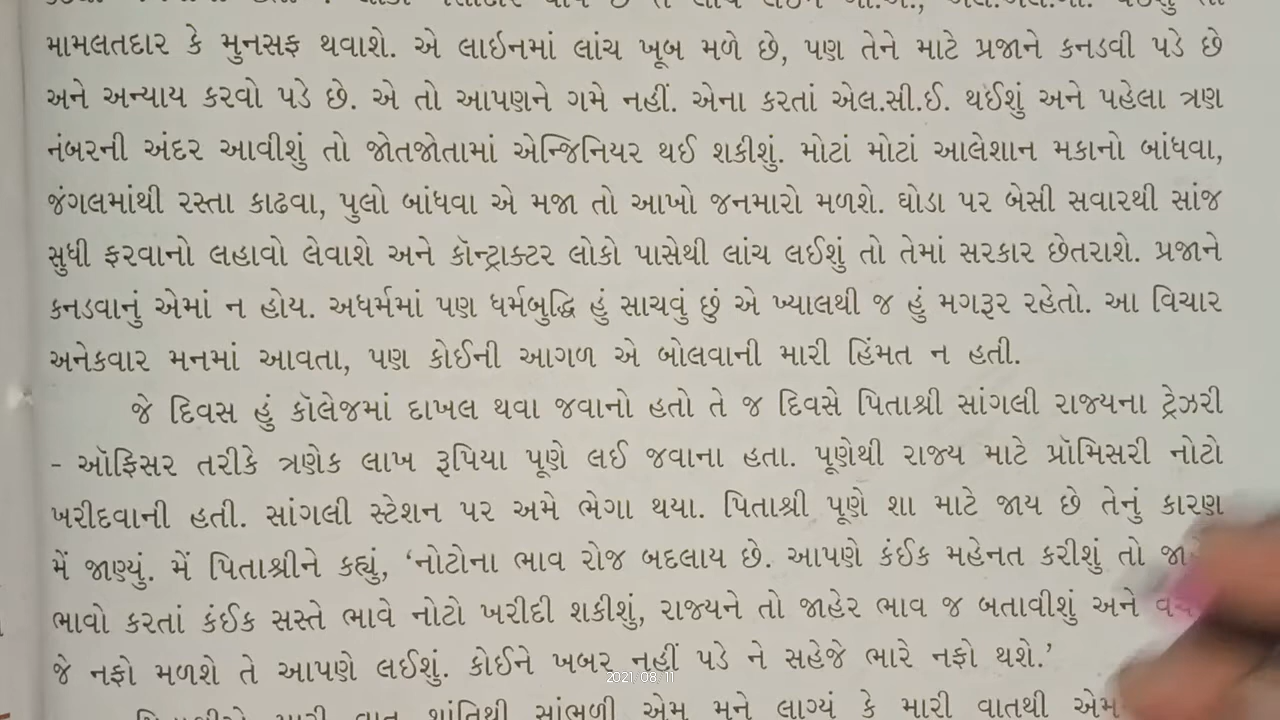 મામલતદાર કે મુનસફ થવાશે. એ લાઇનમાં લાંચ ખૂબ મળે છે, પણ તેને માટે પ્રજાને કનડવી પડે છે
અને અન્યાય કરવો પડે છે. એ તો આપણને ગમે નહીં. એના કરતાં એલ.સી.ઈ. થઈશું અને પહેલા ત્રણ
નંબરની અંદર આવીશું તો જોતજોતામાં એન્જિનિયર થઈ શકીશું. મોટાં મોટાં આલેશાન મકાનો બાંધવા,
જંગલમાંથી રસ્તા કાઢવા, પુલો બાંધવા એ મજા તો આખો જનમારો મળશે. ઘોડા પર બેસી સવારથી સાંજ
સુધી ફરવાનો લહાવો લેવાશે અને કૉન્ટ્રાક્ટર લોકો પાસેથી લાંચ લઈશું તો તેમાં સરકાર છેતરાશે. પ્રજાને
કનડવાનું એમાં ન હોય. અધર્મમાં પણ ધર્મબુદ્ધિ હું સાચવું છું એ ખ્યાલથી જ હું મગરૂર રહેતો. આ વિચાર
અનેકવાર મનમાં આવતા, પણ કોઈની આગળ એ બોલવાની મારી હિંમત ન હતી.
જે દિવસ હું કૉલેજમાં દાખલ થવા જવાનો હતો તે જ દિવસે પિતાશ્રી સાંગલી રાજ્યના ટ્રેઝરી
- ઑફિસર તરીકે ત્રણેક લાખ રૂપિયા પૂણે લઈ જવાના હતા. પૂણેથી રાજ્ય માટે પ્રૉમિસરી નોટો
ખરીદવાની હતી. સાંગલી સ્ટેશન પર અમે ભેગા થયા. પિતાશ્રી પૂણે શા માટે જાય છે તેનું કારણ
મેં જાણ્યું. મેં પિતાશ્રીને કહ્યું, ‘નોટોના ભાવ રોજ બદલાય છે. આપણે કંઈક મહેનત કરીશું તો
ભાવો કરતાં કંઈક સસ્તે ભાવે નોટો ખરીદી શકીશું, રાજ્યને તો જાહેર ભાવ જ બતાવીશું અને
જે નફો મળશે તે આપણે લઈશું. કોઈને ખબર નહીં પડે ને સહેજે ભારે નફો થશે.’
મારી વાત શાંતિથી સાંભળી એમ મને લાગ્યું કે મારી વાતથી
2021/08/11